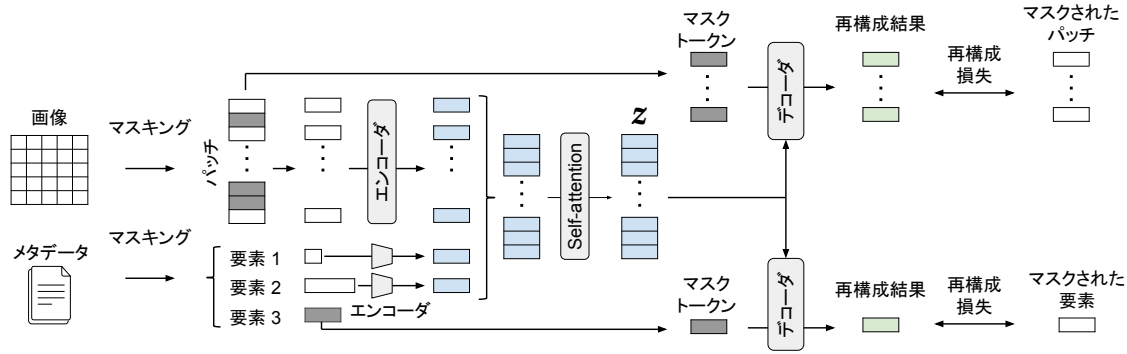 画像
マスキング
パッチ
エンコーダ
Self-attention
z
マスク
トークン
デコーダ
再構成結果
再構成
損失
マスクされた
パッチ
メタデータ
マスキング
要素 1
要素 2
要素 3
エンコーダ
マスク
トークン
デコーダ
再構成結果
再構成
損失
マスクされた
要素